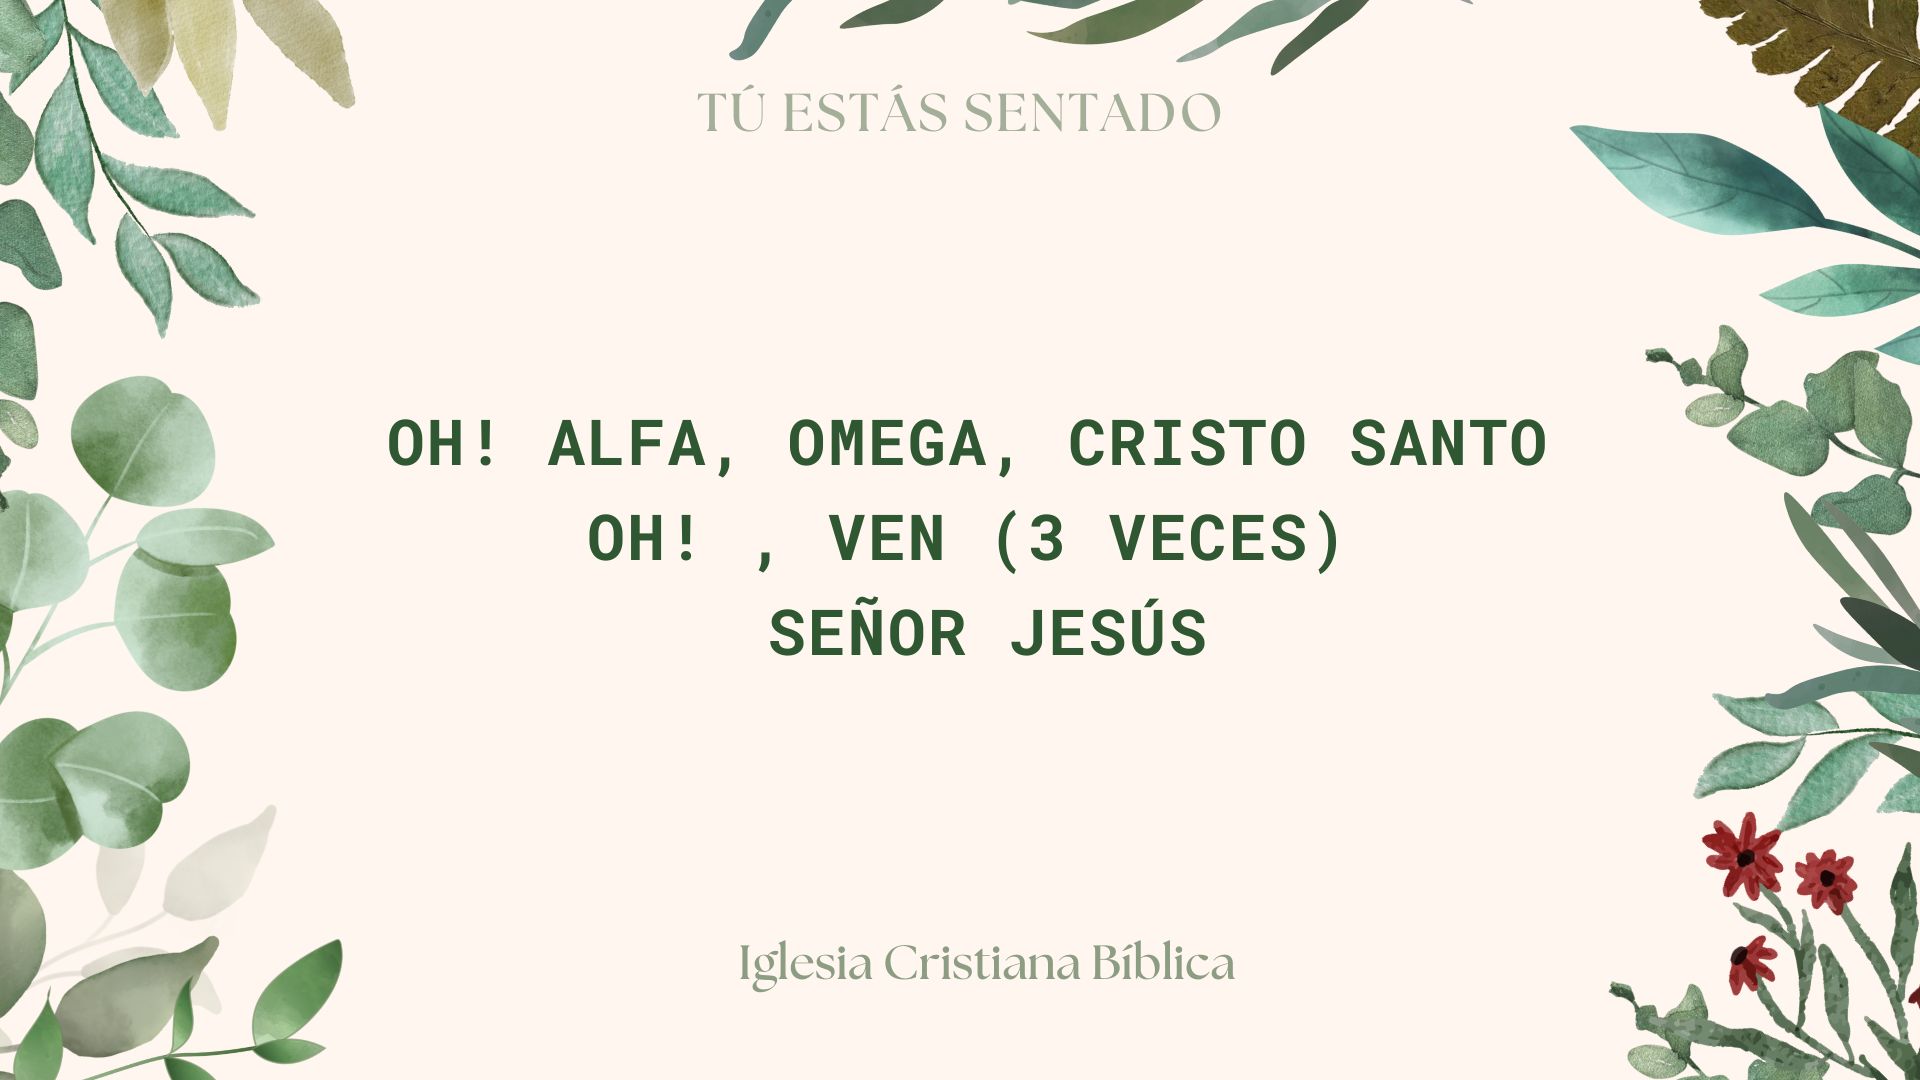 TÚ ESTÁS SENTADO
OH! ALFA, OMEGA, CRISTO SANTO
OH! , VEN (3 VECES)
SEÑOR JESÚS
Iglesia Cristiana Bíblica